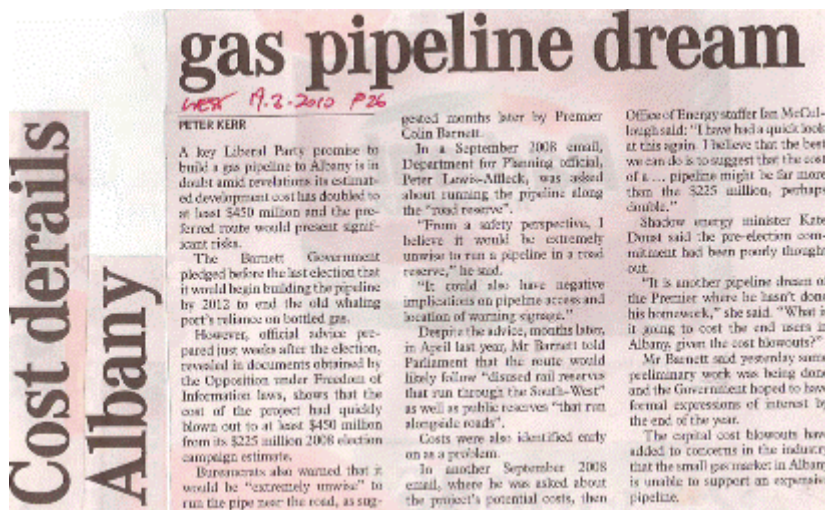 Cost derails
Albany
gas pipeline dream
West 17.2.2010 P26
PETER KERR
A key Liberal Party promise to
build a gas pipeline to Albany is in
doubt amid revelations its estimat-
ed development cost has doubled to
at least $450 million and the pre-
ferred route would present signif-
icant risks.
The Barnett Government
pledged before the last election that
it would begin building the pipeline
by 2012 to end the old whaling
port's reliance on bottled gas.
However, official advice pre-
pared just weeks after the election,
revealed in documents obtained by
the Opposition under Freedom of
Information laws, shows that the
cost of the project had quickly
blown out to at least $450 million
from its $225 million 2008 election
campaign estimate.
Bureaucrats also warned that it
would be "extremely unwise" to
run the pipe near the road, as sug-
gested months later by Premier
Colin Barnett.
In a September 2008 email,
Department for Planning official,
Peter Lewis-Affleck, was asked
about running the pipeline along
the "road reserve".
"From a safety perspective, I
believe it would be extremely
unwise to run a pipeline in a road
reserve," he said.
"It could also have negative
implications on pipeline access and
location of warning signage."
Despite the advice, months later,
in April last year, Mr Barnett told
Parliament that the route would
likely follow "disused rail reserves
that run through the South-West"
as well as public reserves "that run
alongside roads".
Costs were also identified early
on as a problem.
In another September 2008
email, where he was asked about
the project's potential costs, then
Office of Energy staffer Ian McCul-
lough said: "I have had a quick look
at this again. I believe that the best
we can do is to suggest that the cost
of a ... pipeline might be far more
than the $225 million, perhaps
double."
Shadow energy minister Kate
Doust said the pre-election com-
mitment had been poorly thought
out.
"It is another pipeline dream of
the Premier where he hasn't done
his homework," she said. "What is
it going to cost the end users in
Albany, given the cost blowouts?"
Mr Barnett said yesterday some
preliminary work was being done
and the Government hoped to have
formal expressions of interest by
the end of the year.
The capital cost blowouts have
added to concerns in the industry
that the small gas market in Albany
is unable to support an expensive
pipeline.